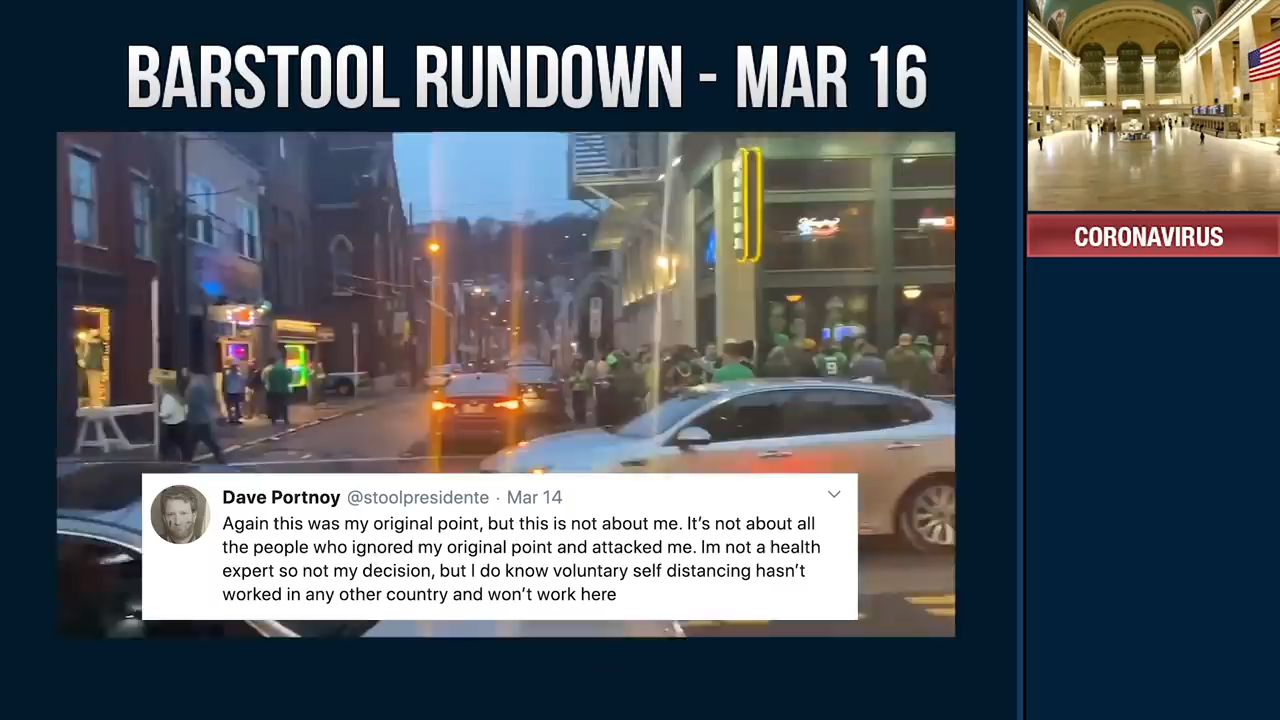 BARSTOOL RUNDOWN - MAR 16
CORONAVIRUS
9
Dave Portnoy @stoolpresidente · Mar 14
Again this was my original point, but this is not about me. It’s not about all
the people who ignored my original point and attacked me. Im not a health
expert so not my decision, but I do know voluntary self distancing hasn’t
worked in any other country and won’t work here